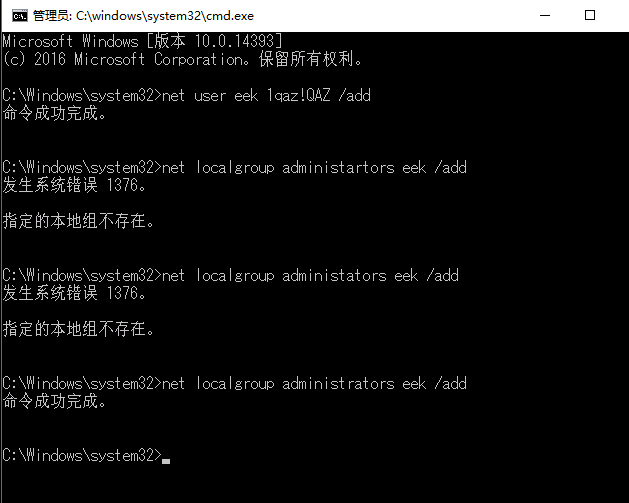 管理员: C:\windows\system32\cmd.exe
Microsoft Windows [版本 10.0.14393]
(c) 2016 Microsoft Corporation。保留所有权利。
C:\Windows\system32>net user eek 1qaz!QAZ /add
命令成功完成。
C:\Windows\system32>net localgroup administartors eek /add
发生系统错误 1376。
指定的本地组不存在。
C:\Windows\system32>net localgroup administators eek /add
发生系统错误 1376。
指定的本地组不存在。
C:\Windows\system32>net localgroup administrators eek /add
命令成功完成。
C:\Windows\system32>